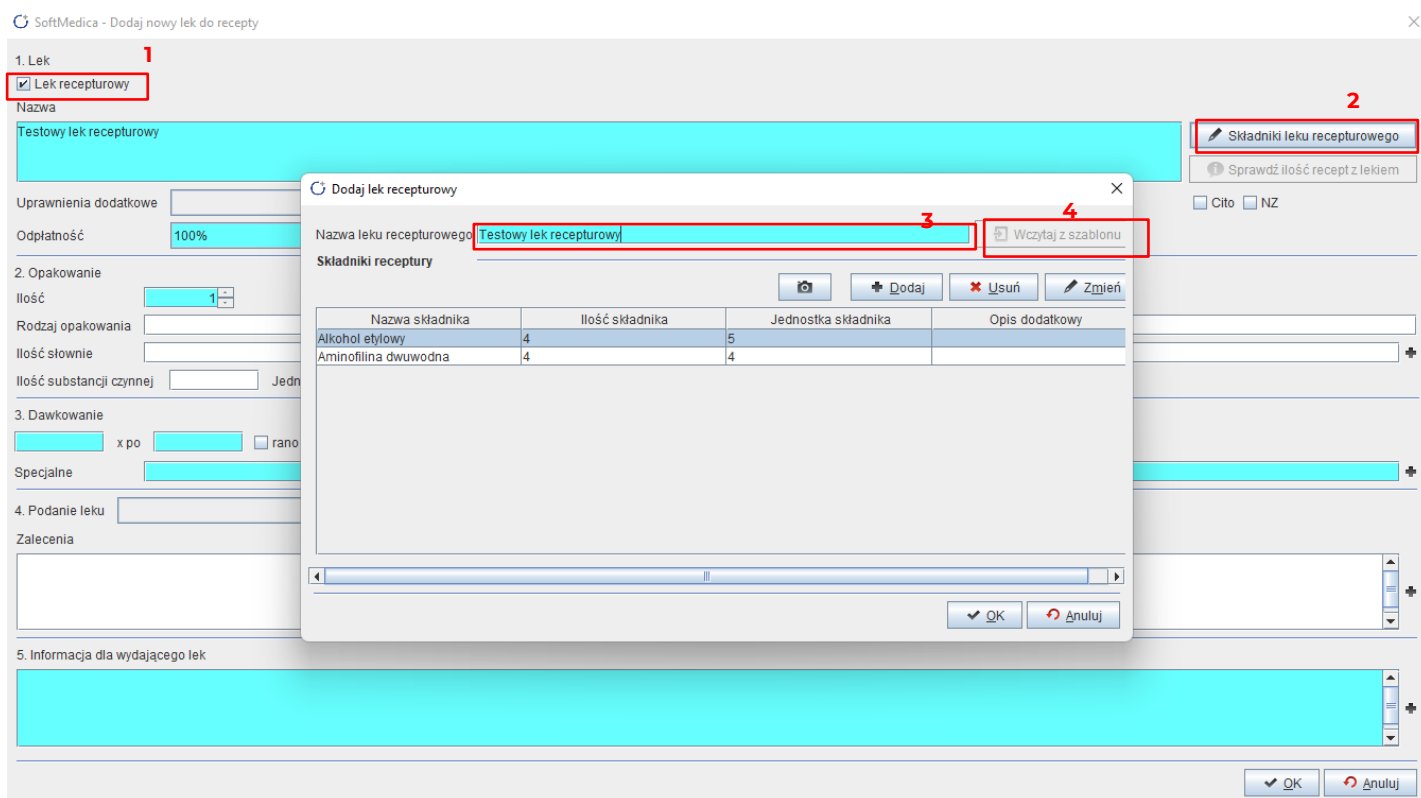 SoftMedica - Dodaj nowy lek do recepty
1
1. Lek
Lek recepturowy
Nazwa
2
Testowy lek recepturowy
Składniki leku recepturowego
Sprawdź ilość recept z lekiem
Uprawnienia dodatkowe
Cito NZ
Odpłatność 100%
2. Opakowanie
Ilość 1
Rodzaj opakowania
Ilość słownie
Ilość substancji czynnej Jedn
3. Dawkowanie
x po rano
Specjalne
4. Podanie leku
Zalecenia
5. Informacja dla wydającego lek
OK Anuluj
Dodaj lek recepturowy
3 4
Nazwa leku recepturowego Testowy lek recepturowy Wczytaj z szablonu
Składniki receptury
Dodaj Usuń Zmień
Nazwa składnika Ilość składnika Jednostka składnika Opis dodatkowy
Alkohol etylowy 4 5
Aminofilina dwuwodna 4 4
OK Anuluj